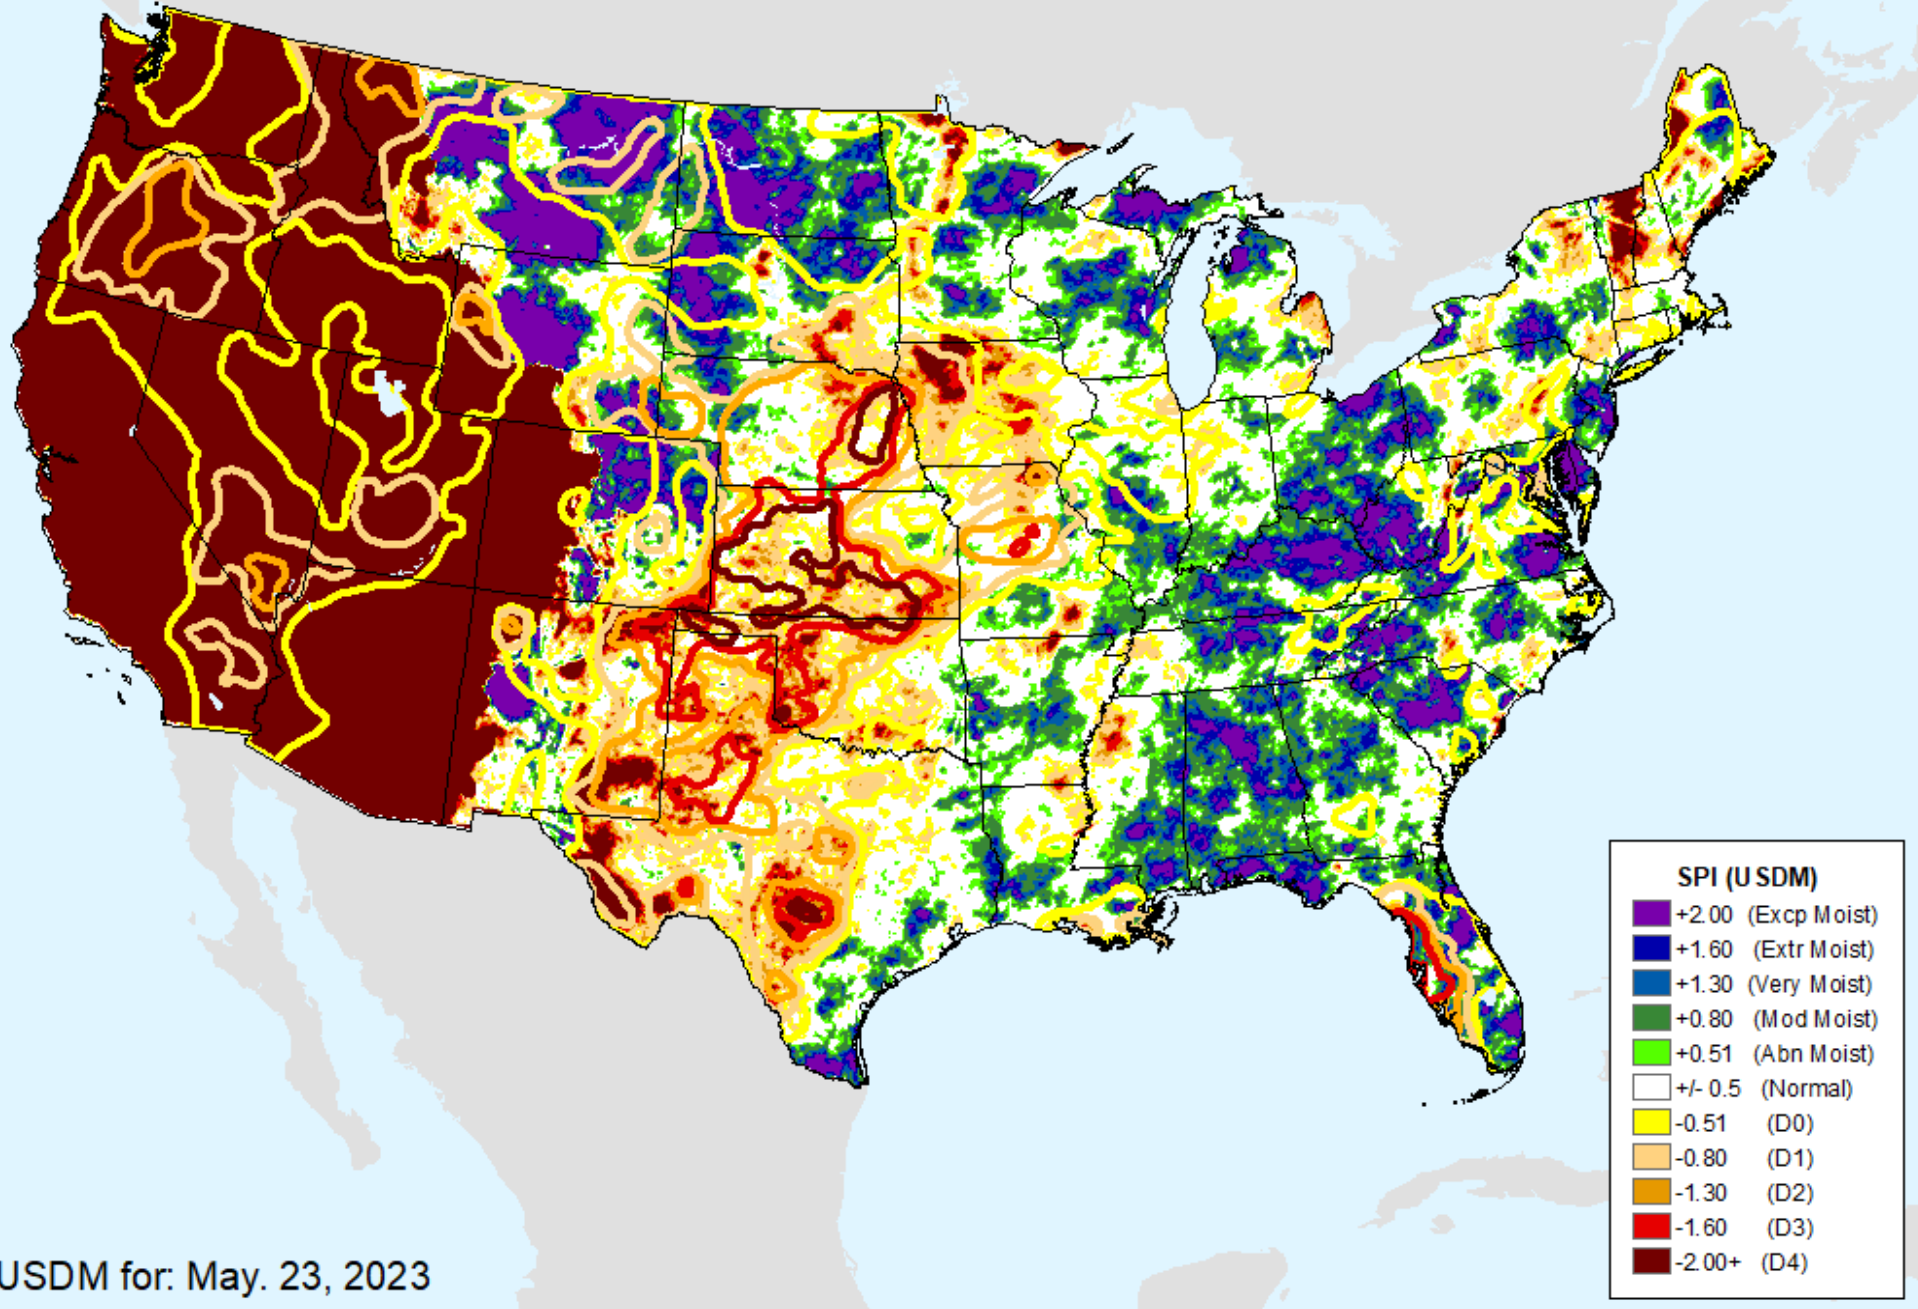 SPI (USDM)
+2.00 (Excp Moist)
+1.60 (Extr Moist)
+1.30 (Very Moist)
+0.80 (Mod Moist)
+0.51 (Abn Moist)
+/- 0.5 (Normal)
-0.51 (D0)
-0.80 (D1)
-1.30 (D2)
-1.60 (D3)
-2.00+ (D4)
USDM for: May. 23, 2023